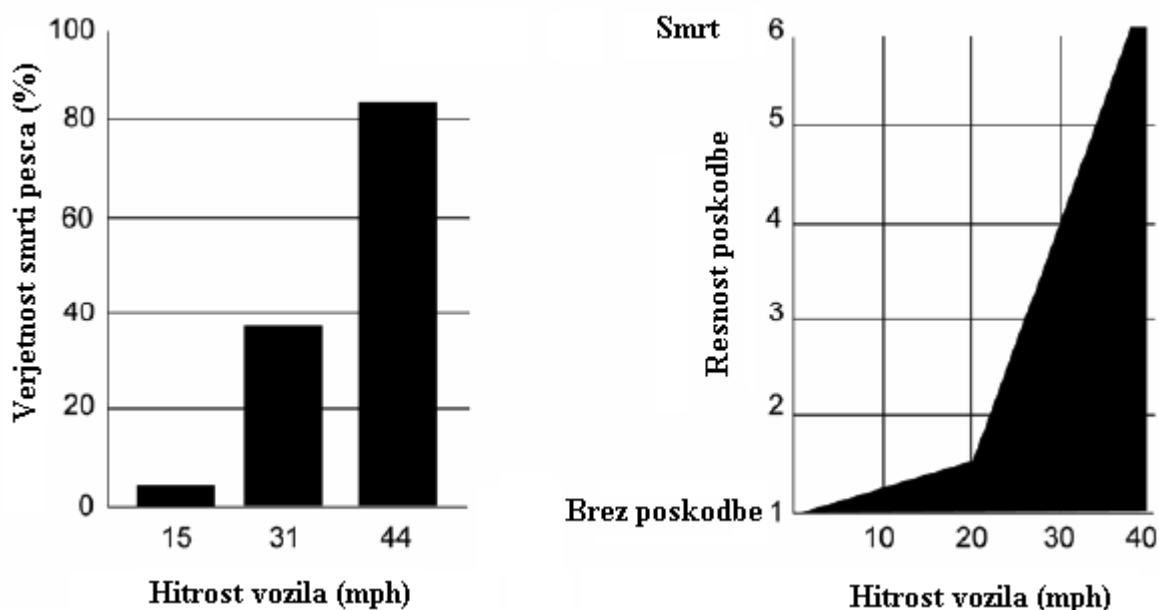 Verjetnost smrti pesca (%)
100
80
60
40
20
0
15 31 44
Hitrost vozila (mph)
Smrt
Resnost poskodbe
6
5
4
3
2
1
Brez poskodbe
10 20 30 40
Hitrost vozila (mph)